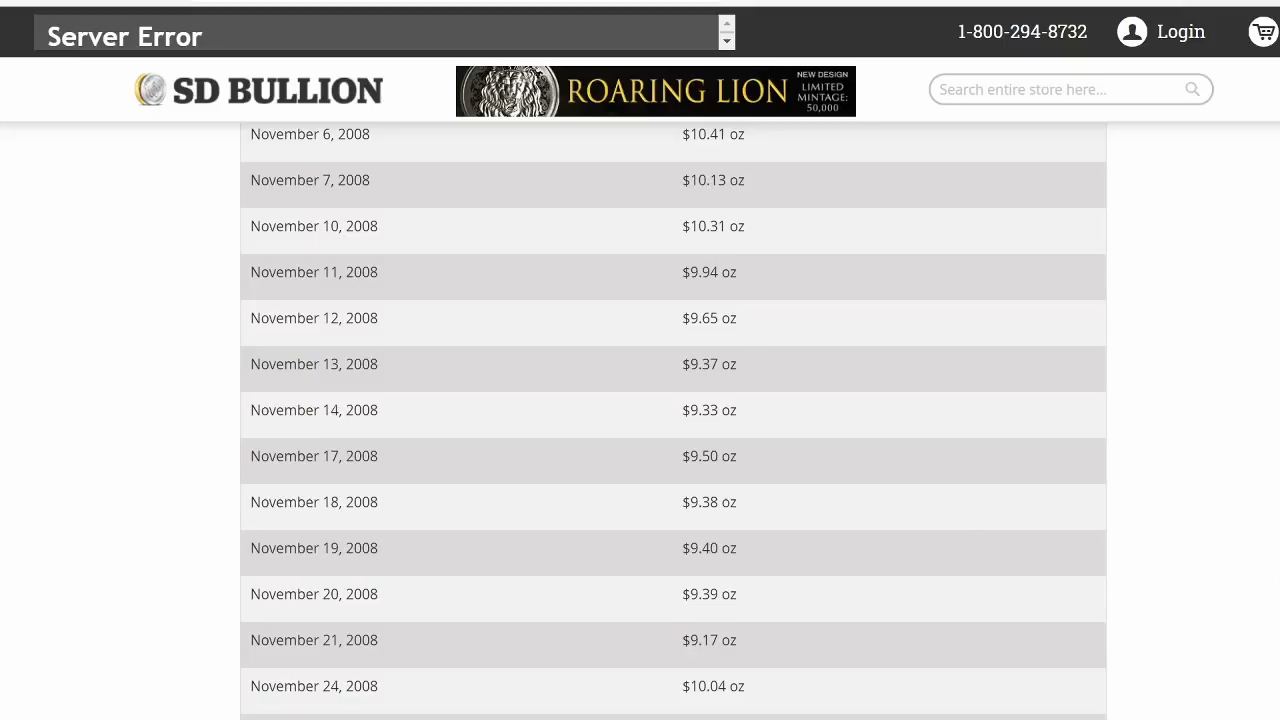 Server Error
1-800-294-8732 Login
SD BULLION
ROARING LION
NEW DESIGN
LIMITED
MINTAGE:
50,000
Search entire store here...
November 6, 2008 $10.41 oz
November 7, 2008 $10.13 oz
November 10, 2008 $10.31 oz
November 11, 2008 $9.94 oz
November 12, 2008 $9.65 oz
November 13, 2008 $9.37 oz
November 14, 2008 $9.33 oz
November 17, 2008 $9.50 oz
November 18, 2008 $9.38 oz
November 19, 2008 $9.40 oz
November 20, 2008 $9.39 oz
November 21, 2008 $9.17 oz
November 24, 2008 $10.04 oz